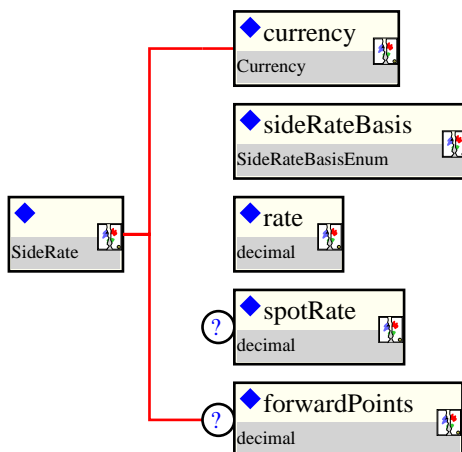 currency
Currency
sideRateBasis
SideRateBasisEnum
SideRate
rate
decimal
?
spotRate
decimal
?
forwardPoints
decimal